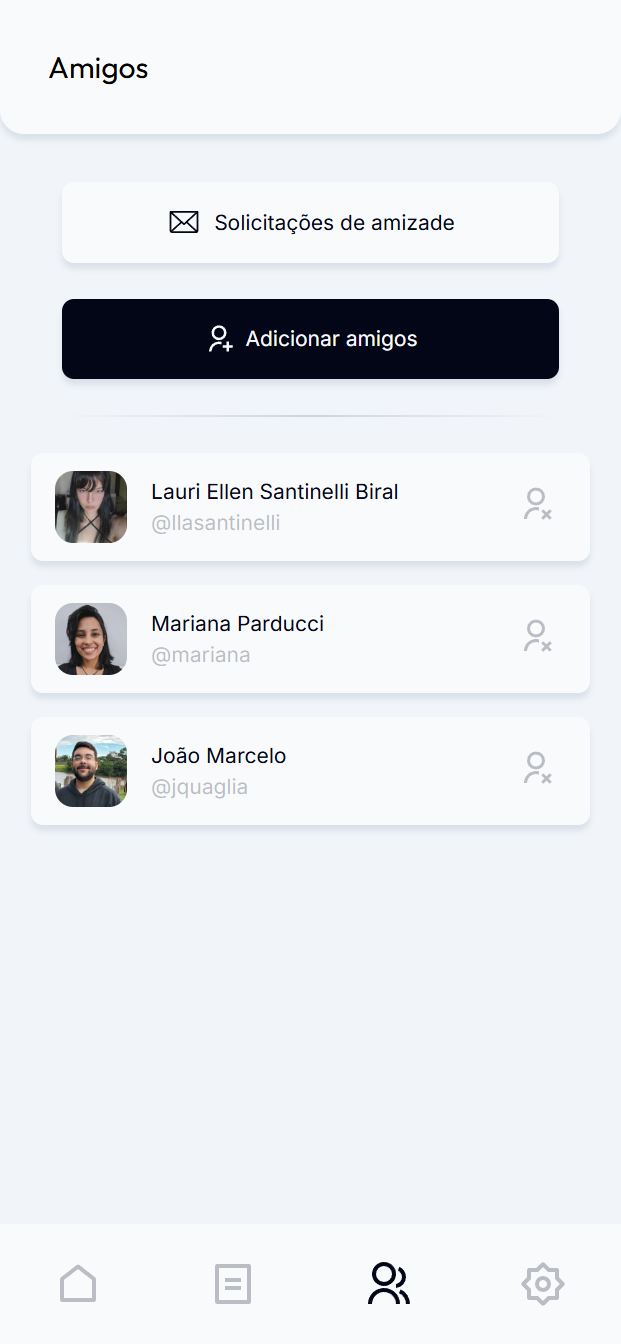 Amigos
Solicitações de amizade
Adicionar amigos
Lauri Ellen Santinelli Biral
@llasantinelli
Mariana Parducci
@mariana
João Marcelo
@jquaglia